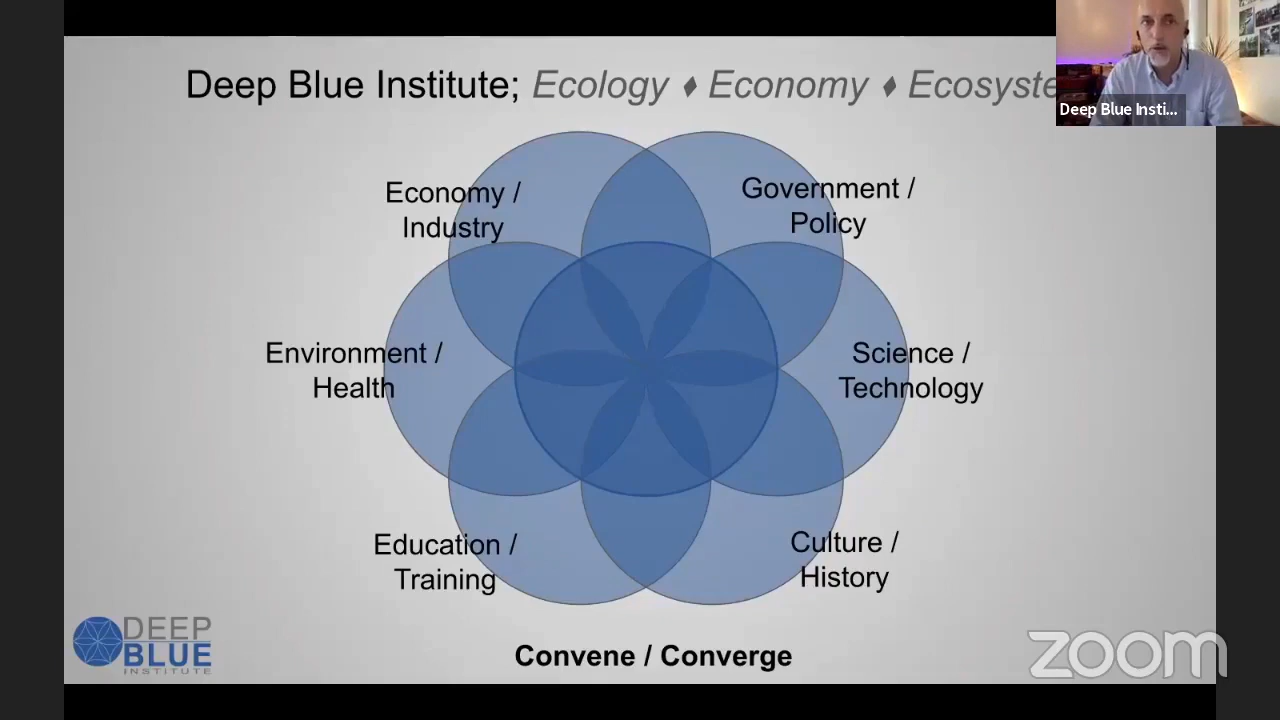 Deep Blue Institute; Ecology ♦ Economy ♦ Ecosyste
Deep Blue Insti...
Economy /
Industry
Government /
Policy
Environment /
Health
Science /
Technology
Education /
Training
Culture /
History
DEEP
BLUE
INSTITUTE
Convene / Converge
zoom